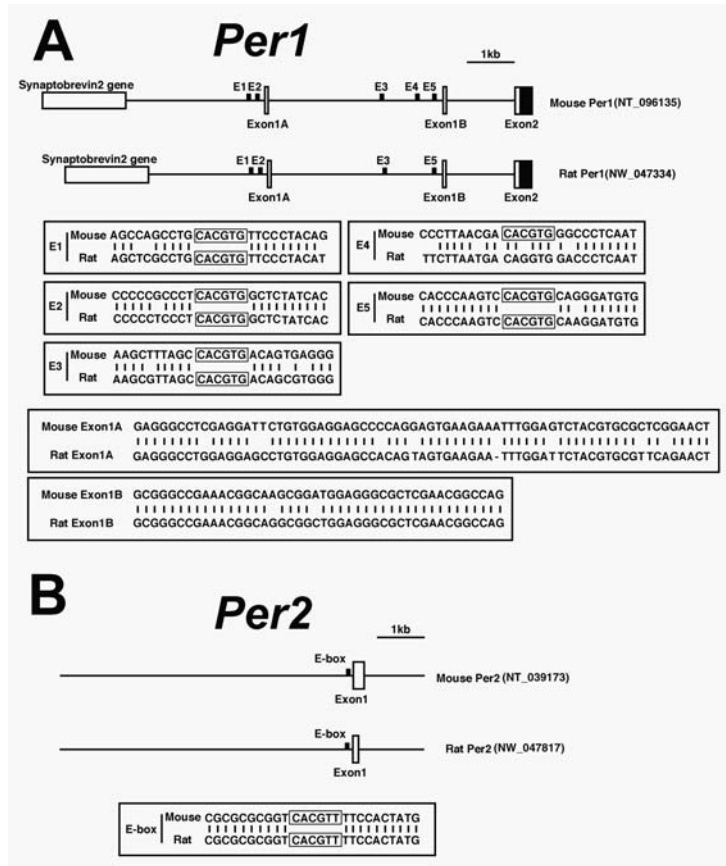 A
Per1
1kb
Synaptobrevin2 gene
E1 E2 E3 E4 E5
Exon1A Exon1B Exon2
Mouse Per1(NT_096135)
Synaptobrevin2 gene
E1 E2 E3 E5
Exon1A Exon1B Exon2
Rat Per1(NW_047334)
E1
Mouse AGCCAGCCTG CACGTG TTCCCTACAG
Rat AGCTCGCCTG CACGTG TTCCCTACAT
E4
Mouse CCCTTAACGA CACGTG GGCCCTCAAT
Rat TTCTTAATGA CAGGTG GACCCTCAAT
E2
Mouse CCCCCGCCCT CACGTG GCTCTATCAC
Rat CCCCCTCCCT CACGTG GCTCTATCAC
E5
Mouse CACCCAAGTC CACGTG CAGGGATGTG
Rat CACCCAAGTC CACGTG CAAGGATGTG
E3
Mouse AAGCTTTAGC CACGTG ACAGTGAGGG
Rat AAGCGTTAGC CACGTG ACAGCGTGGG
Mouse Exon1A GAGGGCCTCGAGGATTCTGTGGAGGAGCCCCAGGAGTGAAGAAATTTGGAGTCTACGTGCGCTCGGAACT
Rat Exon1A GAGGGCCTGGAGGAGCCTGTGGAGGAGCCACAGTAGTGAAGAA-TTTGGATTCTACGTGCGTTCAGAACT
Mouse Exon1B GCGGGCCGAAACGGCAAGCGGATGGAGGGCGCTCGAACGGCCAG
Rat Exon1B GCGGGCCGAAACGGCAGGCGGCTGGAGGGCGCTCGAACGGCCAG
B
Per2
1kb
E-box
Exon1
Mouse Per2(NT_039173)
E-box
Exon1
Rat Per2(NW_047817)
E-box
Mouse CGCGCGCGGT CACGTT TTCCACTATG
Rat CGCGCGCGGT CACGTT TTCCACTATG